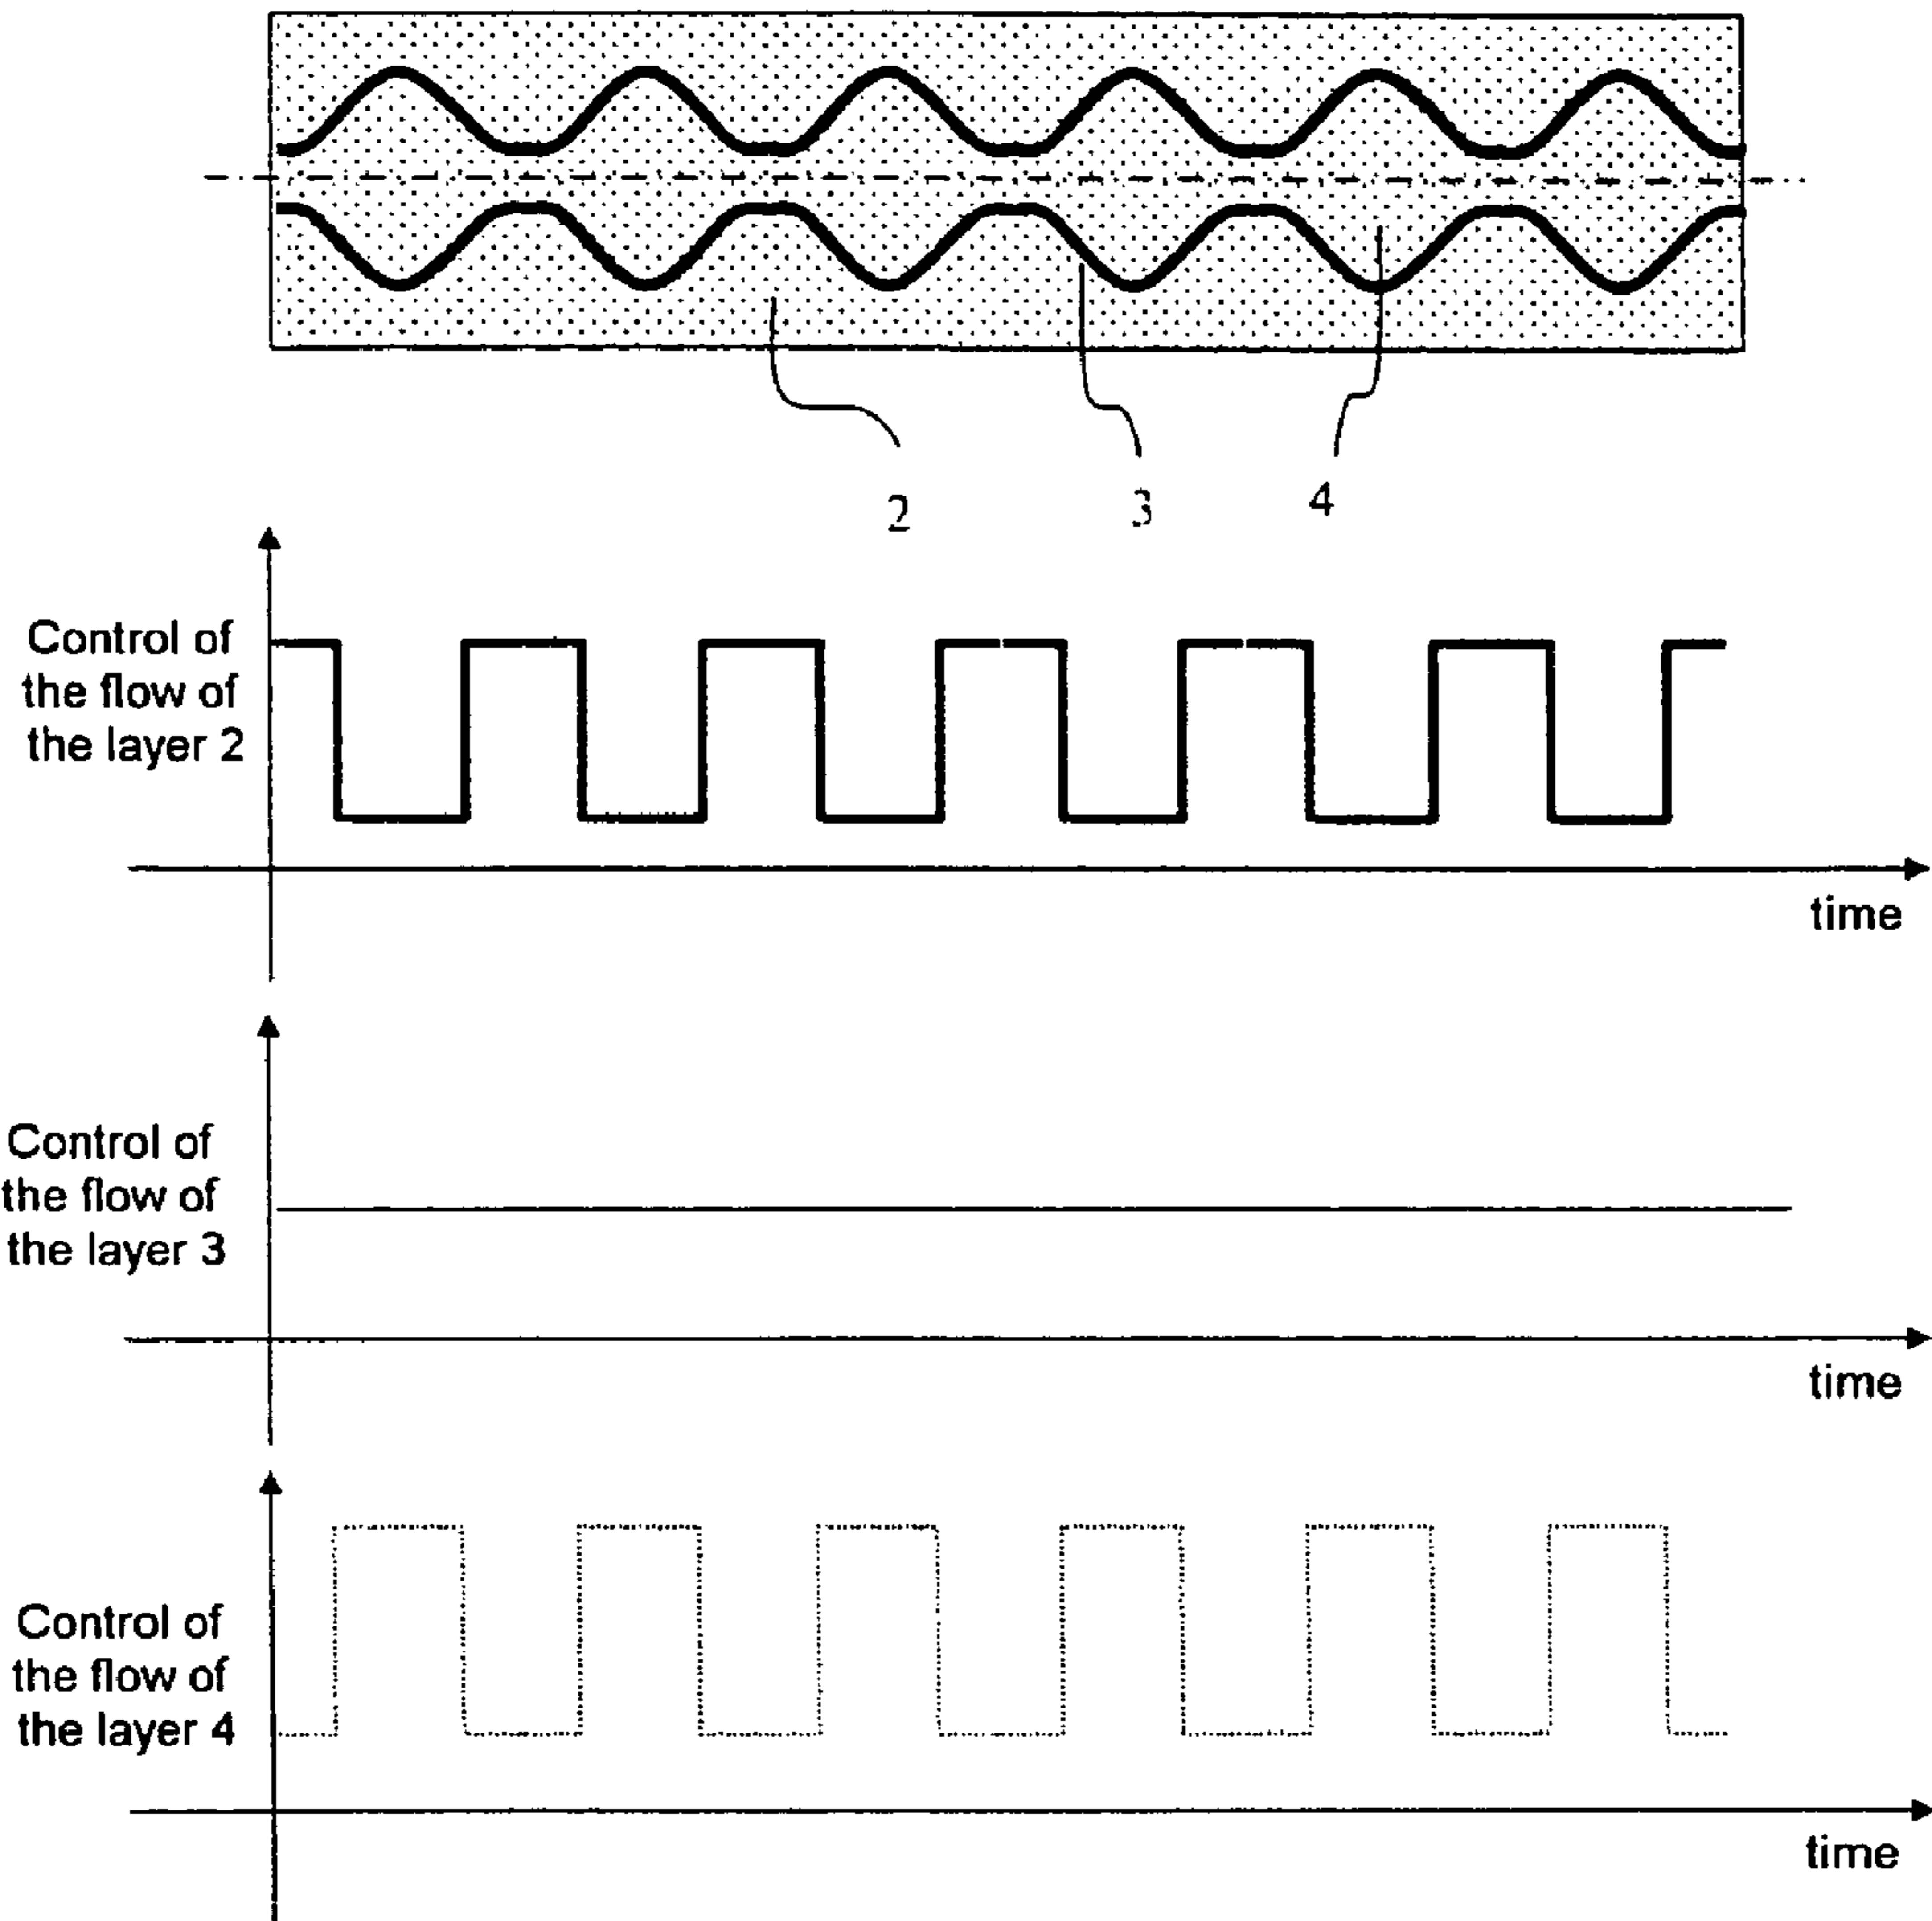 2
3
4
Control of
the flow of
the layer 2
time
Control of
the flow of
the layer 3
time
Control of
the flow of
the layer 4
time